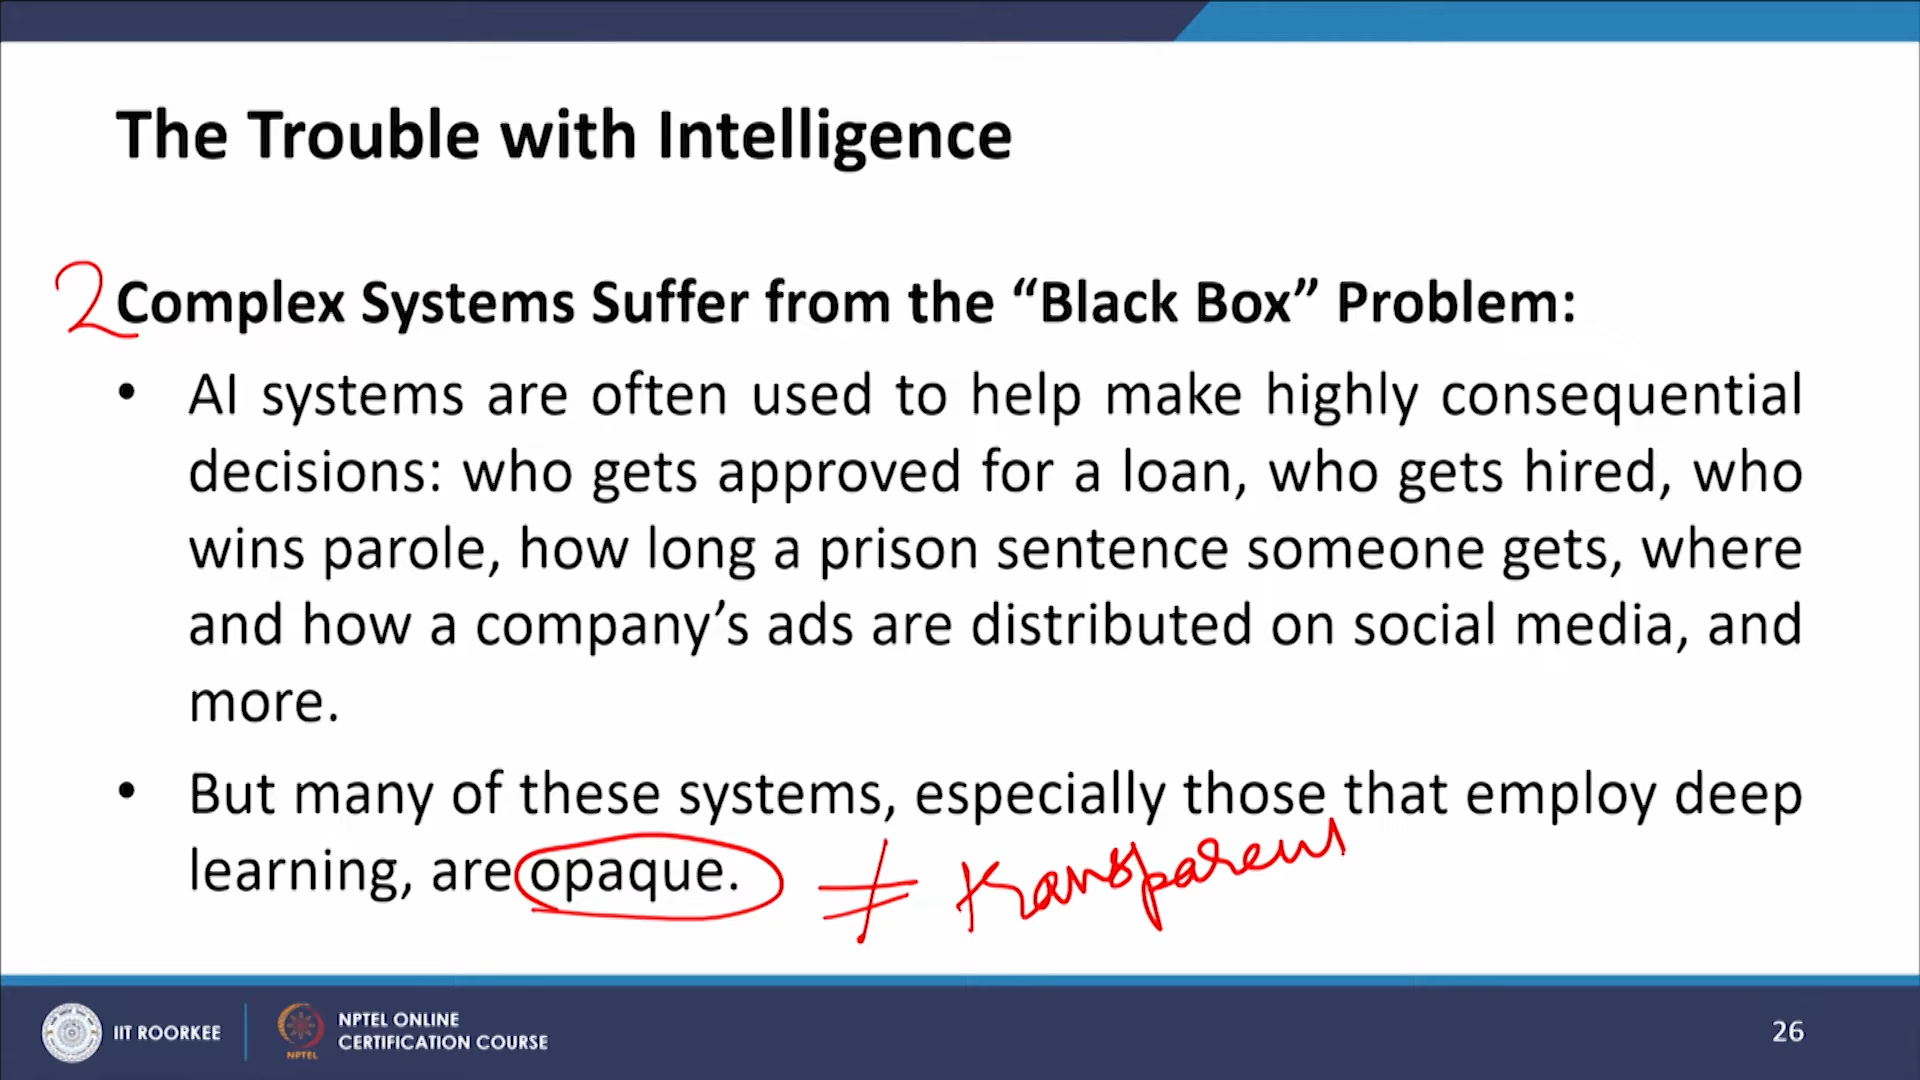 The Trouble with Intelligence
2 Complex Systems Suffer from the “Black Box” Problem:
• AI systems are often used to help make highly consequential
decisions: who gets approved for a loan, who gets hired, who
wins parole, how long a prison sentence someone gets, where
and how a company’s ads are distributed on social media, and
more.
• But many of these systems, especially those that employ deep
learning, are opaque. ≠ transparent
IIT ROORKEE
NPTEL
NPTEL ONLINE
CERTIFICATION COURSE
26